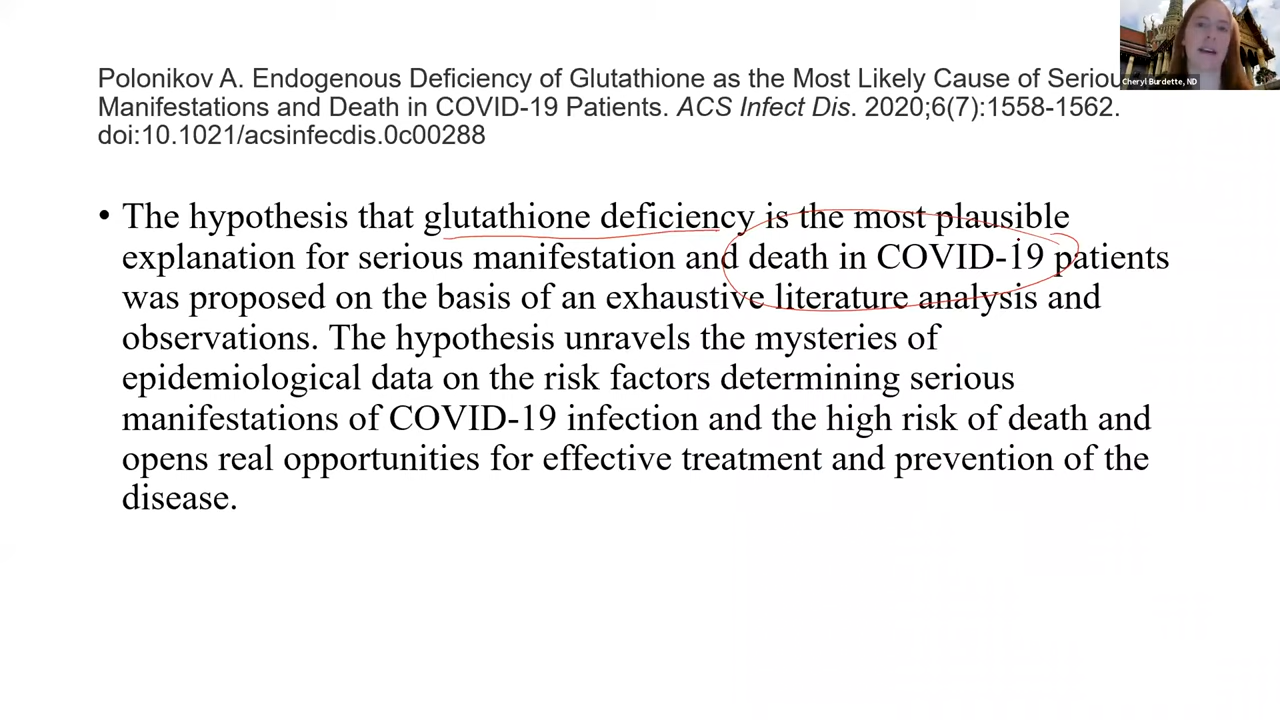 Polonikov A. Endogenous Deficiency of Glutathione as the Most Likely Cause of Seriou
Manifestations and Death in COVID-19 Patients. ACS Infect Dis. 2020;6(7):1558-1562.
doi:10.1021/acsinfecdis.0c00288
Cheryl Burdette, ND
• The hypothesis that glutathione deficiency is the most plausible
explanation for serious manifestation and death in COVID-19 patients
was proposed on the basis of an exhaustive literature analysis and
observations. The hypothesis unravels the mysteries of
epidemiological data on the risk factors determining serious
manifestations of COVID-19 infection and the high risk of death and
opens real opportunities for effective treatment and prevention of the
disease.